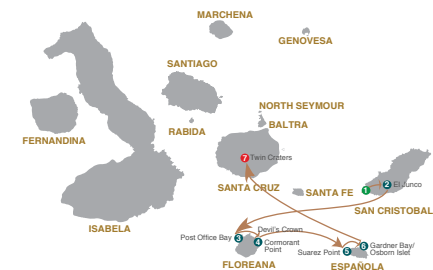 MARCHENA
GENOVESA
SANTIAGO
NORTH SEYMOUR
BALTRA
RABIDA
FERNANDINA
7 Twin Craters
SANTA CRUZ
SANTA FE
1
2 El Junco
SAN CRISTOBAL
ISABELA
Post Office Bay 3
Devil's Crown
4 Cormorant
Point
FLOREANA
Suarez Point 5
6 Gardner Bay/
Osborn Islet
ESPAÑOLA